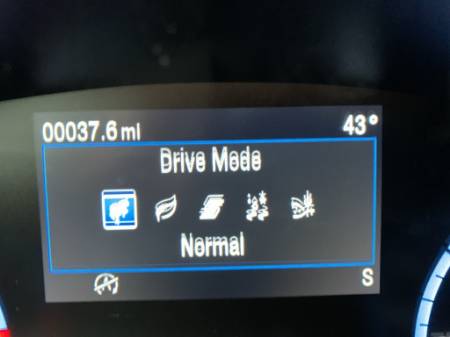 00037.6 mi 43°
Drive Mode
Normal
S